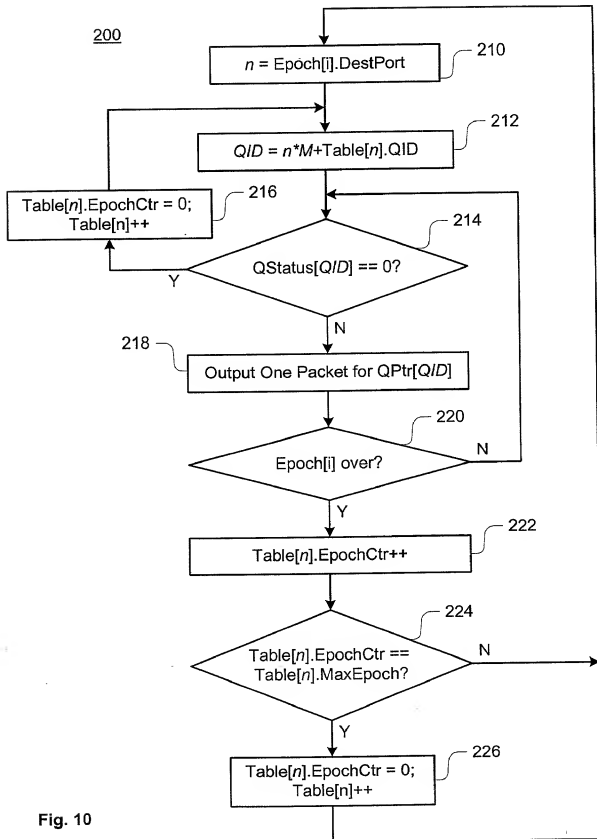 200
n = Epoch[i].DestPort
210
212
QID = n*M+Table[n].QID
216
Table[n].EpochCtr = 0;
Table[n]++
214
QStatus[QID] == 0?
Y
N
218
Output One Packet for QPtr[QID]
220
Epoch[i] over?
N
Y
222
Table[n].EpochCtr++
224
Table[n].EpochCtr ==
Table[n].MaxEpoch?
N
Y
226
Table[n].EpochCtr = 0;
Table[n]++
Fig. 10